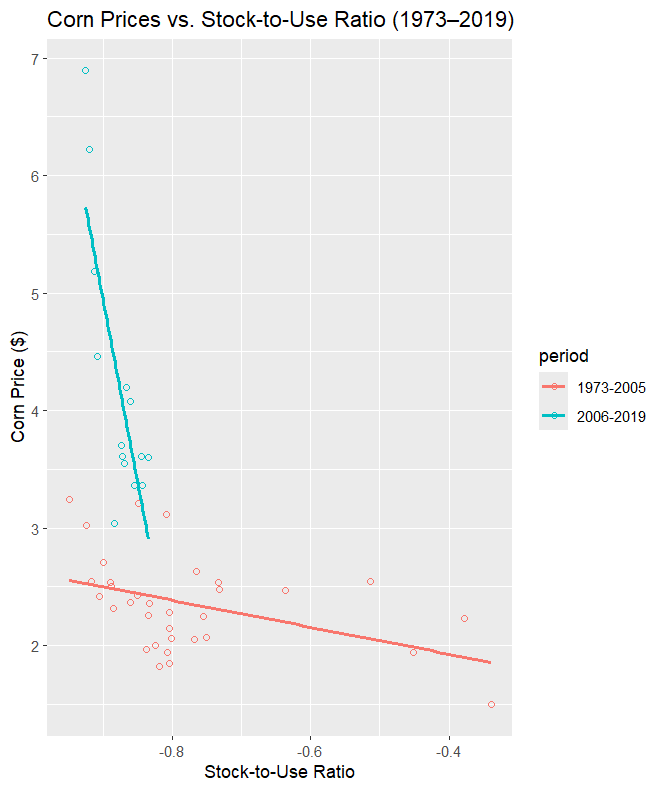 Corn Prices vs. Stock-to-Use Ratio (1973–2019)
7
6
5
4
3
2
Corn Price ($)
-0.8
-0.6
-0.4
Stock-to-Use Ratio
period
1973-2005
2006-2019